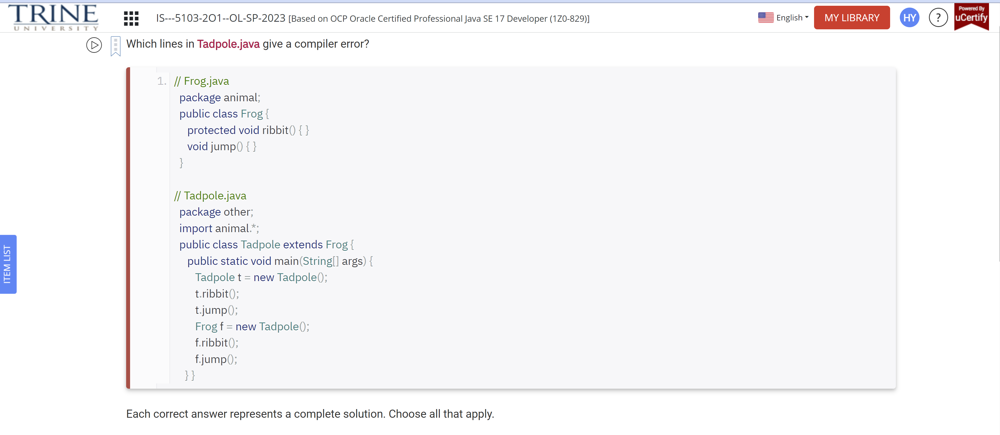 TRINE
UNIVERSITY
IS---5103-2O1--OL-SP-2023 [Based on OCP Oracle Certified Professional Java SE 17 Developer (1Z0-829)]
English
MY LIBRARY
HY
?
Powered By
uCertify
Which lines in Tadpole.java give a compiler error?
1. // Frog.java
package animal;
public class Frog {
protected void ribbit() { }
void jump() { }
}
// Tadpole.java
package other;
import animal.*;
public class Tadpole extends Frog {
public static void main(String[] args) {
Tadpole t = new Tadpole();
t.ribbit();
t.jump();
Frog f = new Tadpole();
f.ribbit();
f.jump();
} }
ITEM LIST
Each correct answer represents a complete solution. Choose all that apply.